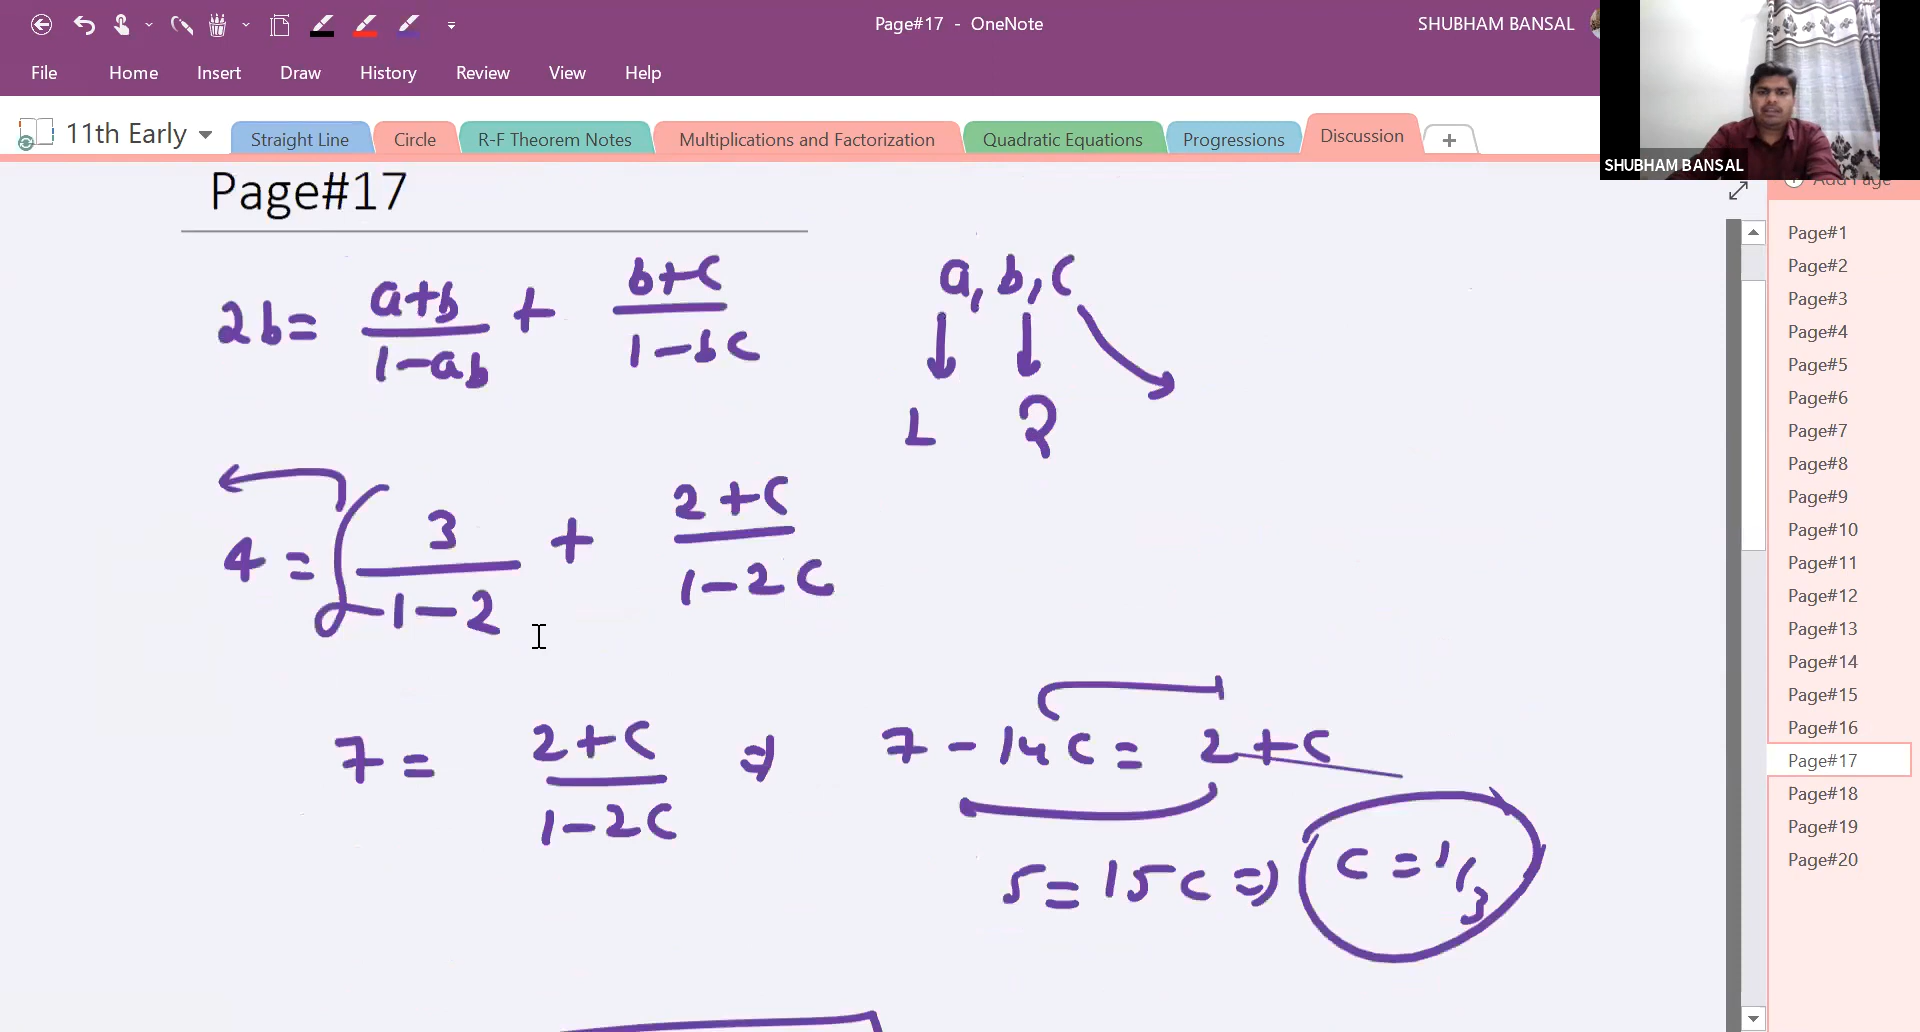 Page#17 - OneNote
SHUBHAM BANSAL
File Home Insert Draw History Review View Help
SHUBHAM BANSAL
11th Early
Straight Line Circle R-F Theorem Notes Multiplications and Factorization Quadratic Equations Progressions Discussion +
Add Page
Page#17
2b = (a+b)/(1-ab) + (b+c)/(1-bc)
a, b, c
1 2
4 = 3/(1-2) + (2+c)/(1-2c)
7 = (2+c)/(1-2c) ⇒ 7-14c = 2+c
5 = 15c ⇒ c = 1/3
Page#1
Page#2
Page#3
Page#4
Page#5
Page#6
Page#7
Page#8
Page#9
Page#10
Page#11
Page#12
Page#13
Page#14
Page#15
Page#16
Page#17
Page#18
Page#19
Page#20